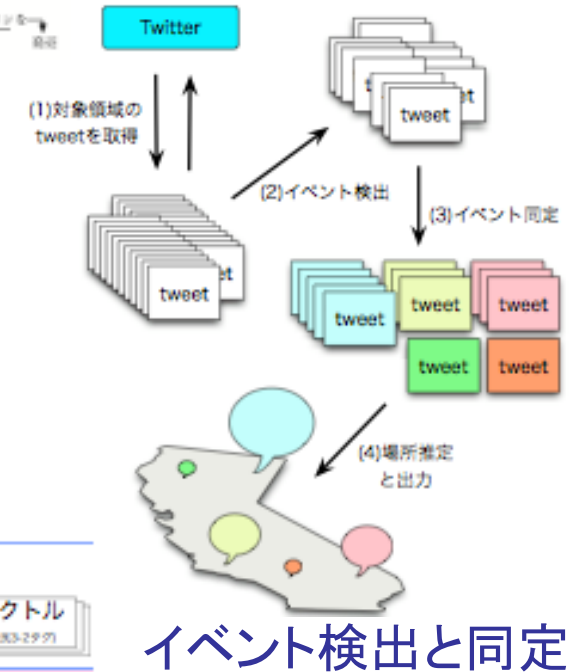 Twitter
(1)対象領域の
tweetを取得
tweet
(2)イベント検出
(3)イベント同定
tweet
tweet
tweet
tweet
tweet
tweet
(4)場所推定
と出力
クトル
イベント検出と同定